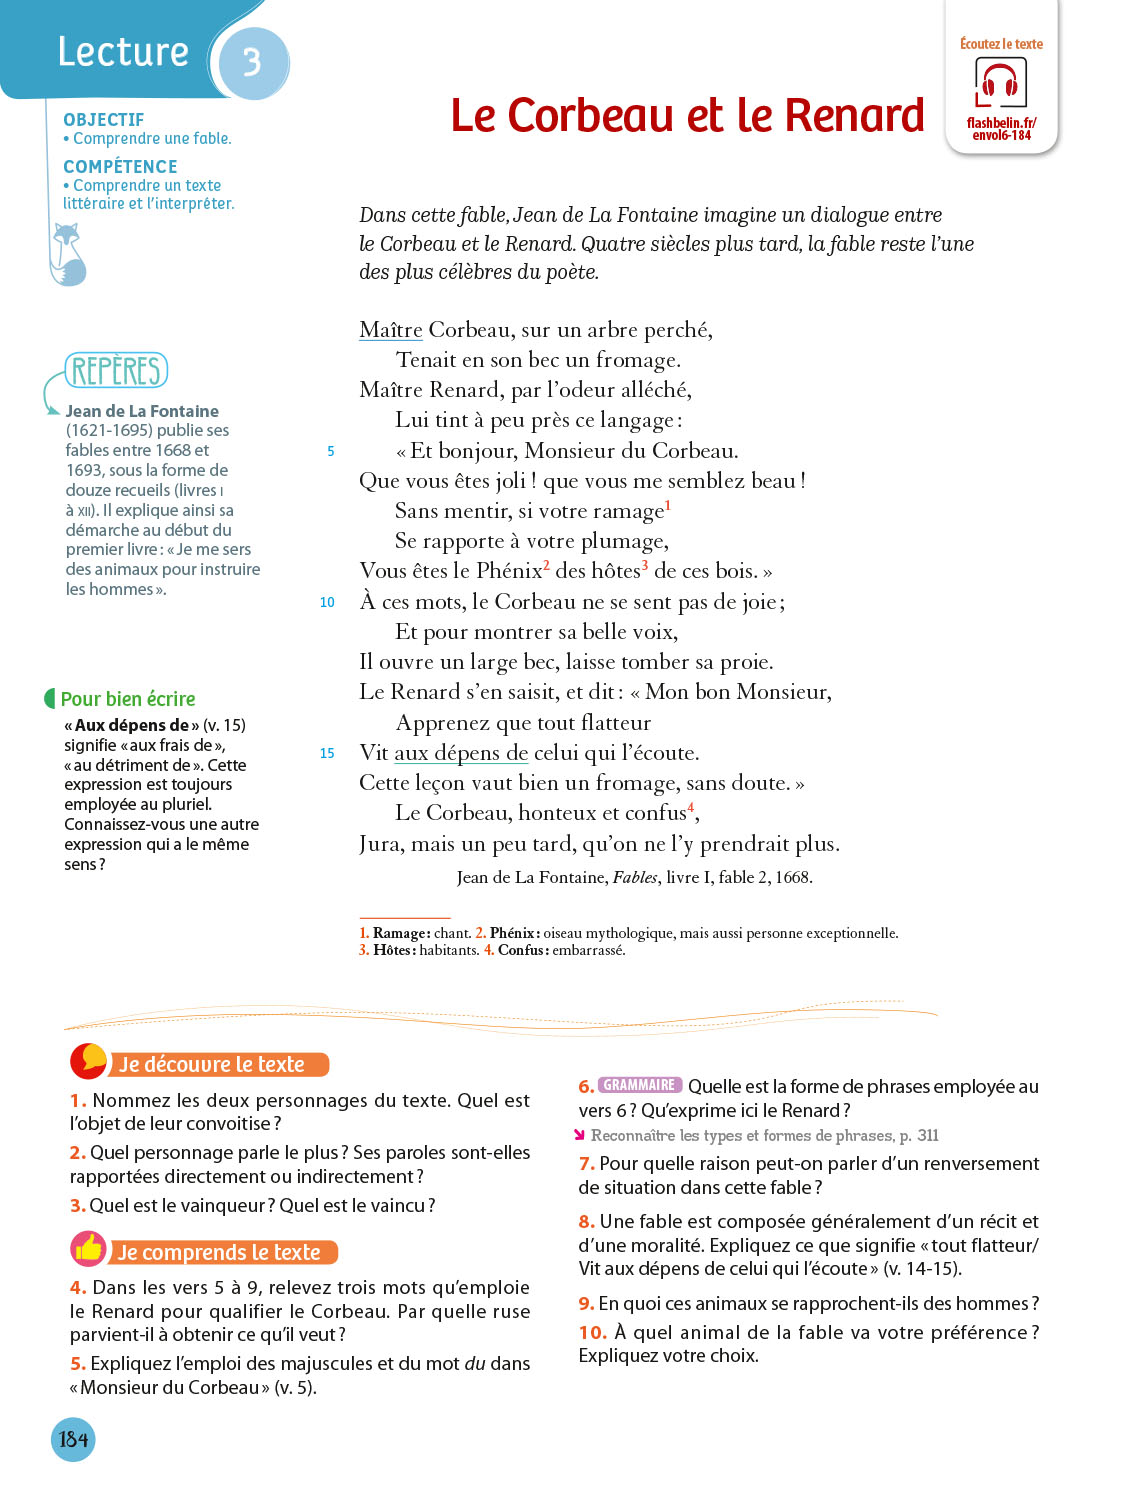 Lecture 3
OBJECTIF
• Comprendre une fable.
COMPÉTENCE
• Comprendre un texte
littéraire et l'interpréter.
Écoutez le texte
flashbelin.fr/
envol6-184
Le Corbeau et le Renard
Dans cette fable, Jean de La Fontaine imagine un dialogue entre
le Corbeau et le Renard. Quatre siècles plus tard, la fable reste l'une
des plus célèbres du poète.
REPÈRES
Jean de La Fontaine
(1621-1695) publie ses
fables entre 1668 et
1693, sous la forme de
douze recueils (livres I
à XII). Il explique ainsi sa
démarche au début du
premier livre : « Je me sers
des animaux pour instruire
les hommes ».
Pour bien écrire
« Aux dépens de » (v. 15)
signifie « aux frais de »,
« au détriment de ». Cette
expression est toujours
employée au pluriel.
Connaissez-vous une autre
expression qui a le même
sens ?
Maître Corbeau, sur un arbre perché,
Tenait en son bec un fromage.
Maître Renard, par l'odeur alléché,
Lui tint à peu près ce langage :
5 « Et bonjour, Monsieur du Corbeau.
Que vous êtes joli ! que vous me semblez beau !
Sans mentir, si votre ramage1
Se rapporte à votre plumage,
Vous êtes le Phénix2 des hôtes3 de ces bois. »
10 À ces mots, le Corbeau ne se sent pas de joie ;
Et pour montrer sa belle voix,
Il ouvre un large bec, laisse tomber sa proie.
Le Renard s'en saisit, et dit : « Mon bon Monsieur,
Apprenez que tout flatteur
15 Vit aux dépens de celui qui l'écoute.
Cette leçon vaut bien un fromage, sans doute. »
Le Corbeau, honteux et confus4,
Jura, mais un peu tard, qu'on ne l'y prendrait plus.
Jean de La Fontaine, Fables, livre I, fable 2, 1668.
1. Ramage : chant. 2. Phénix : oiseau mythologique, mais aussi personne exceptionnelle.
3. Hôtes : habitants. 4. Confus : embarrassé.
Je découvre le texte
1. Nommez les deux personnages du texte. Quel est
l'objet de leur convoitise ?
2. Quel personnage parle le plus ? Ses paroles sont-elles
rapportées directement ou indirectement ?
3. Quel est le vainqueur ? Quel est le vaincu ?
Je comprends le texte
4. Dans les vers 5 à 9, relevez trois mots qu'emploie
le Renard pour qualifier le Corbeau. Par quelle ruse
parvient-il à obtenir ce qu'il veut ?
5. Expliquez l'emploi des majuscules et du mot du dans
« Monsieur du Corbeau » (v. 5).
6. GRAMMAIRE Quelle est la forme de phrases employée au
vers 6 ? Qu'exprime ici le Renard ?
Reconnaître les types et formes de phrases, p. 311
7. Pour quelle raison peut-on parler d'un renversement
de situation dans cette fable ?
8. Une fable est composée généralement d'un récit et
d'une moralité. Expliquez ce que signifie « tout flatteur/
Vit aux dépens de celui qui l'écoute » (v. 14-15).
9. En quoi ces animaux se rapprochent-ils des hommes ?
10. À quel animal de la fable va votre préférence ?
Expliquez votre choix.
184